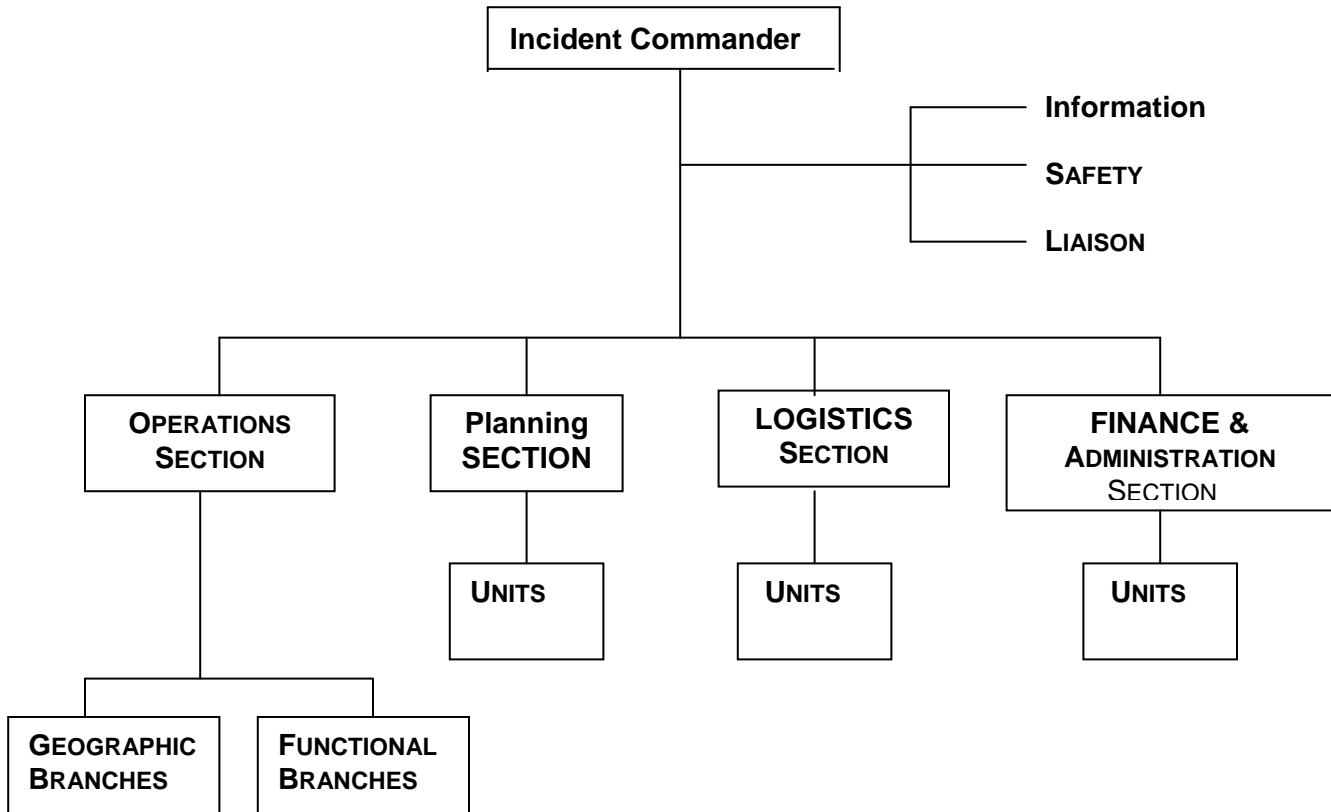 Incident Commander
Information
SAFETY
LIAISON
OPERATIONS
SECTION
Planning
SECTION
LOGISTICS
SECTION
FINANCE &
ADMINISTRATION
SECTION
UNITS
UNITS
UNITS
GEOGRAPHIC
BRANCHES
FUNCTIONAL
BRANCHES